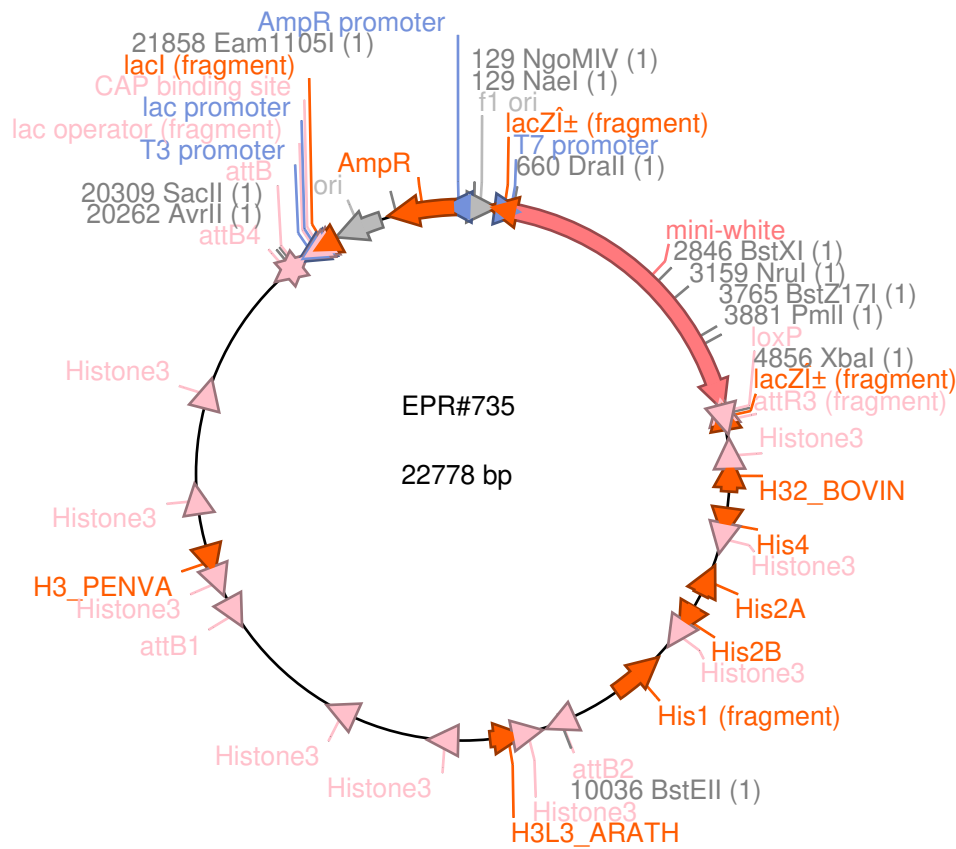 AmpR promoter
21858 Eam1105I (1)
lacI (fragment)
CAP binding site
lac promoter
lac operator (fragment)
T3 promoter
attB
20309 SacII (1)
20262 AvrII (1)
attB4
ori
AmpR
129 NgoMIV (1)
129 NaeI (1)
f1 ori
lacZÎ± (fragment)
T7 promoter
660 DraII (1)
mini-white
2846 BstXI (1)
3159 NruI (1)
3765 BstZ17I (1)
3881 PmlI (1)
loxP
4856 XbaI (1)
lacZÎ± (fragment)
attR3 (fragment)
Histone3
H32_BOVIN
His4
Histone3
His2A
His2B
Histone3
His1 (fragment)
attB2
10036 BstEII (1)
Histone3
H3L3_ARATH
Histone3
Histone3
attB1
Histone3
H3_PENVA
Histone3
Histone3
EPR#735
22778 bp